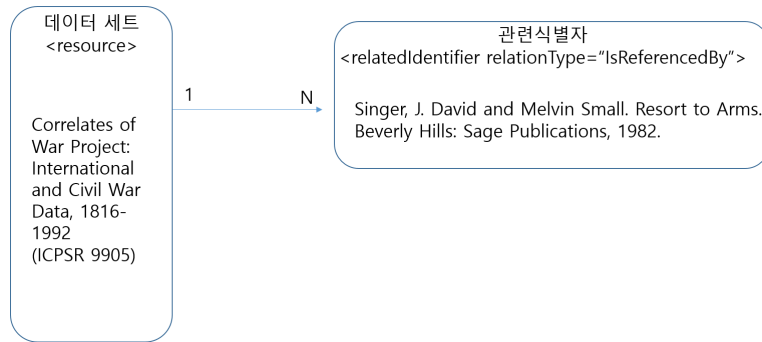 데이터 세트
<resource>
Correlates of
War Project:
International
and Civil War
Data, 1816-
1992
(ICPSR 9905)
1
N
관련식별자
<relatedIdentifier relationType="IsReferencedBy">
Singer, J. David and Melvin Small. Resort to Arms.
Beverly Hills: Sage Publications, 1982.